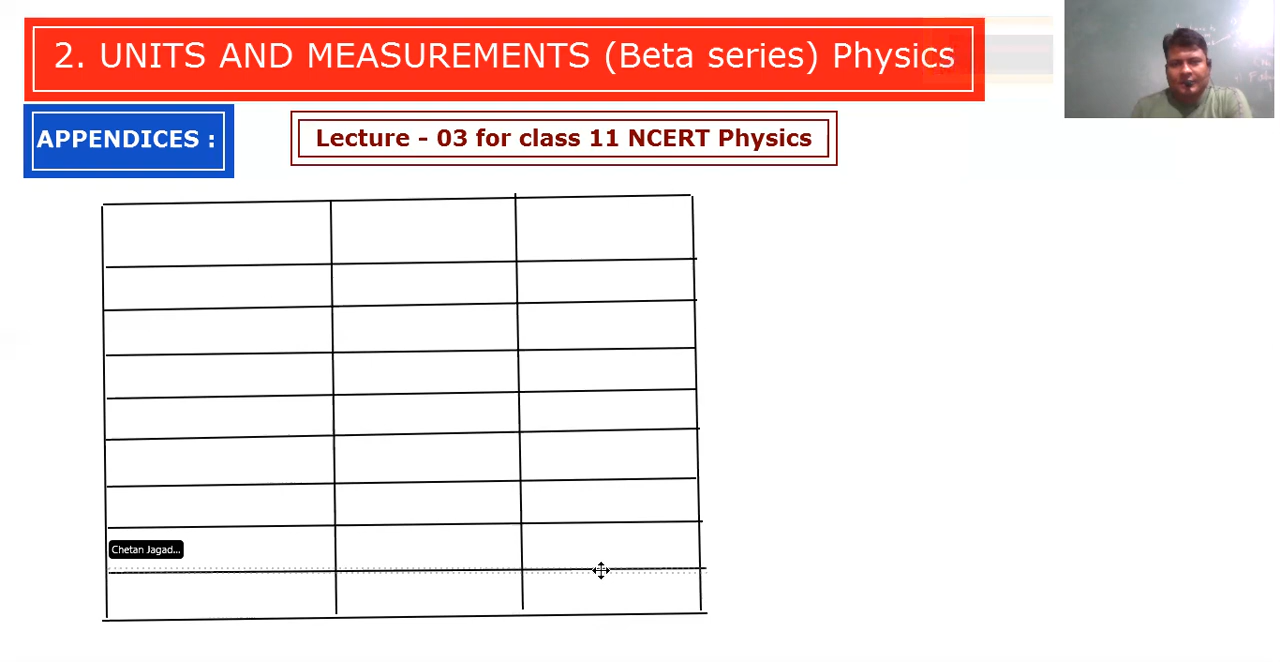 2. UNITS AND MEASUREMENTS (Beta series) Physics
APPENDICES :
Lecture - 03 for class 11 NCERT Physics
Chetan Jagad...